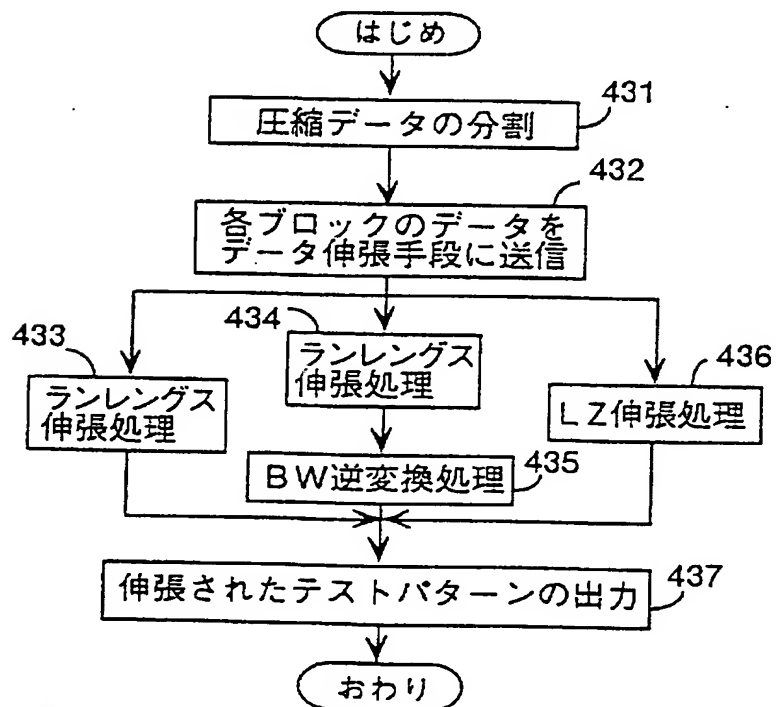 はじめ
431
圧縮データの分割
432
各ブロックのデータを
データ伸張手段に送信
433
ランレングス
伸張処理
434
ランレングス
伸張処理
BW逆変換処理
435
436
LZ伸張処理
伸張されたテストパターンの出力
437
おわり